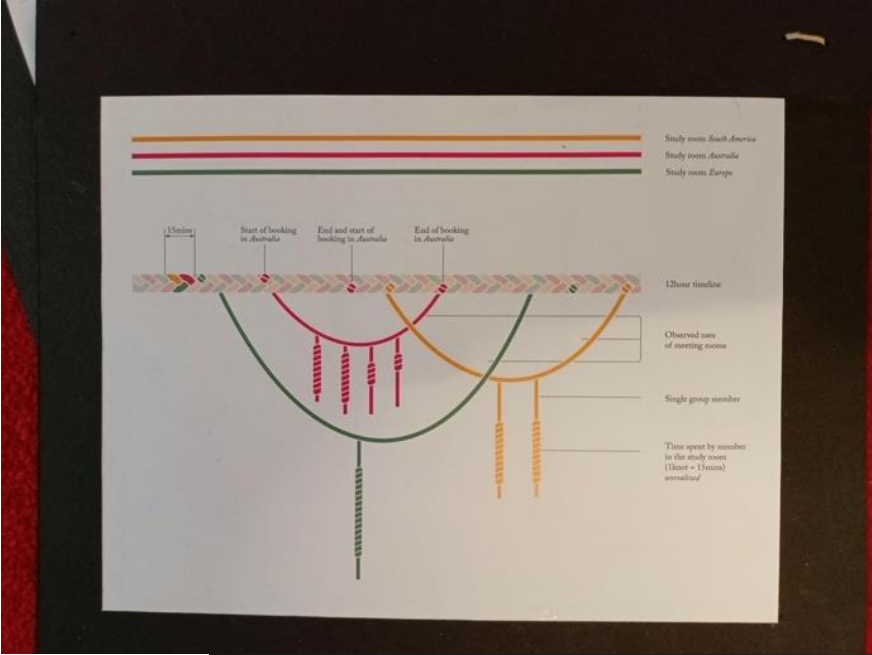 Study room South America
Study room Australia
Study room Europe
15mins
Start of booking
in Australia
End and start of
booking in Australia
End of booking
in Australia
12hour timeline
Observed uses
of meeting rooms
Single group member
Time spent by member
in the study room
(1knot = 15mins)
unrealized